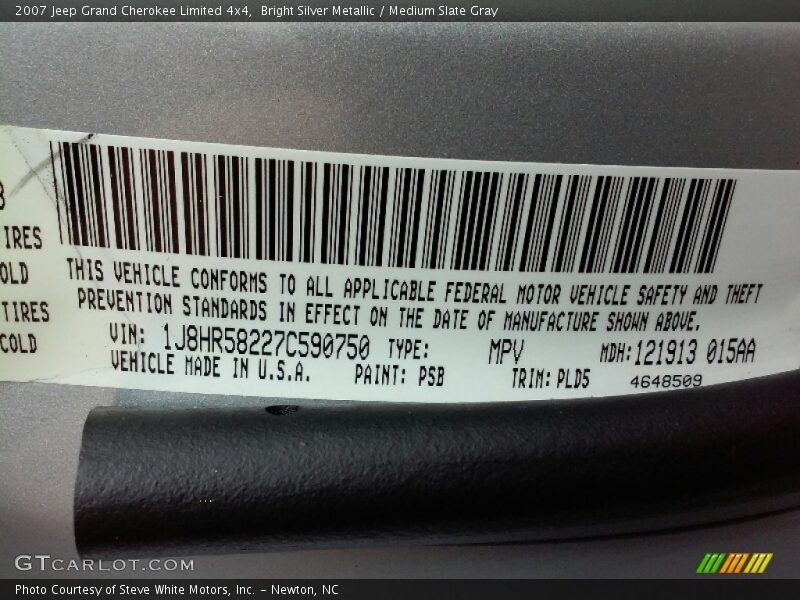 2007 Jeep Grand Cherokee Limited 4x4,  Bright Silver Metallic / Medium Slate Gray
IRES
OLD
TIRES
COLD
THIS VEHICLE CONFORMS TO ALL APPLICABLE FEDERAL MOTOR VEHICLE SAFETY AND THEFT
PREVENTION STANDARDS IN EFFECT ON THE DATE OF MANUFACTURE SHOWN ABOVE.
VIN: 1J8HR58227C590750 TYPE: MPV MDH:121913 015AA
VEHICLE MADE IN U.S.A. PAINT: PSB TRIM:PLD5 4648509
GTCARLOT.COM
Photo Courtesy of Steve White Motors, Inc. – Newton, NC